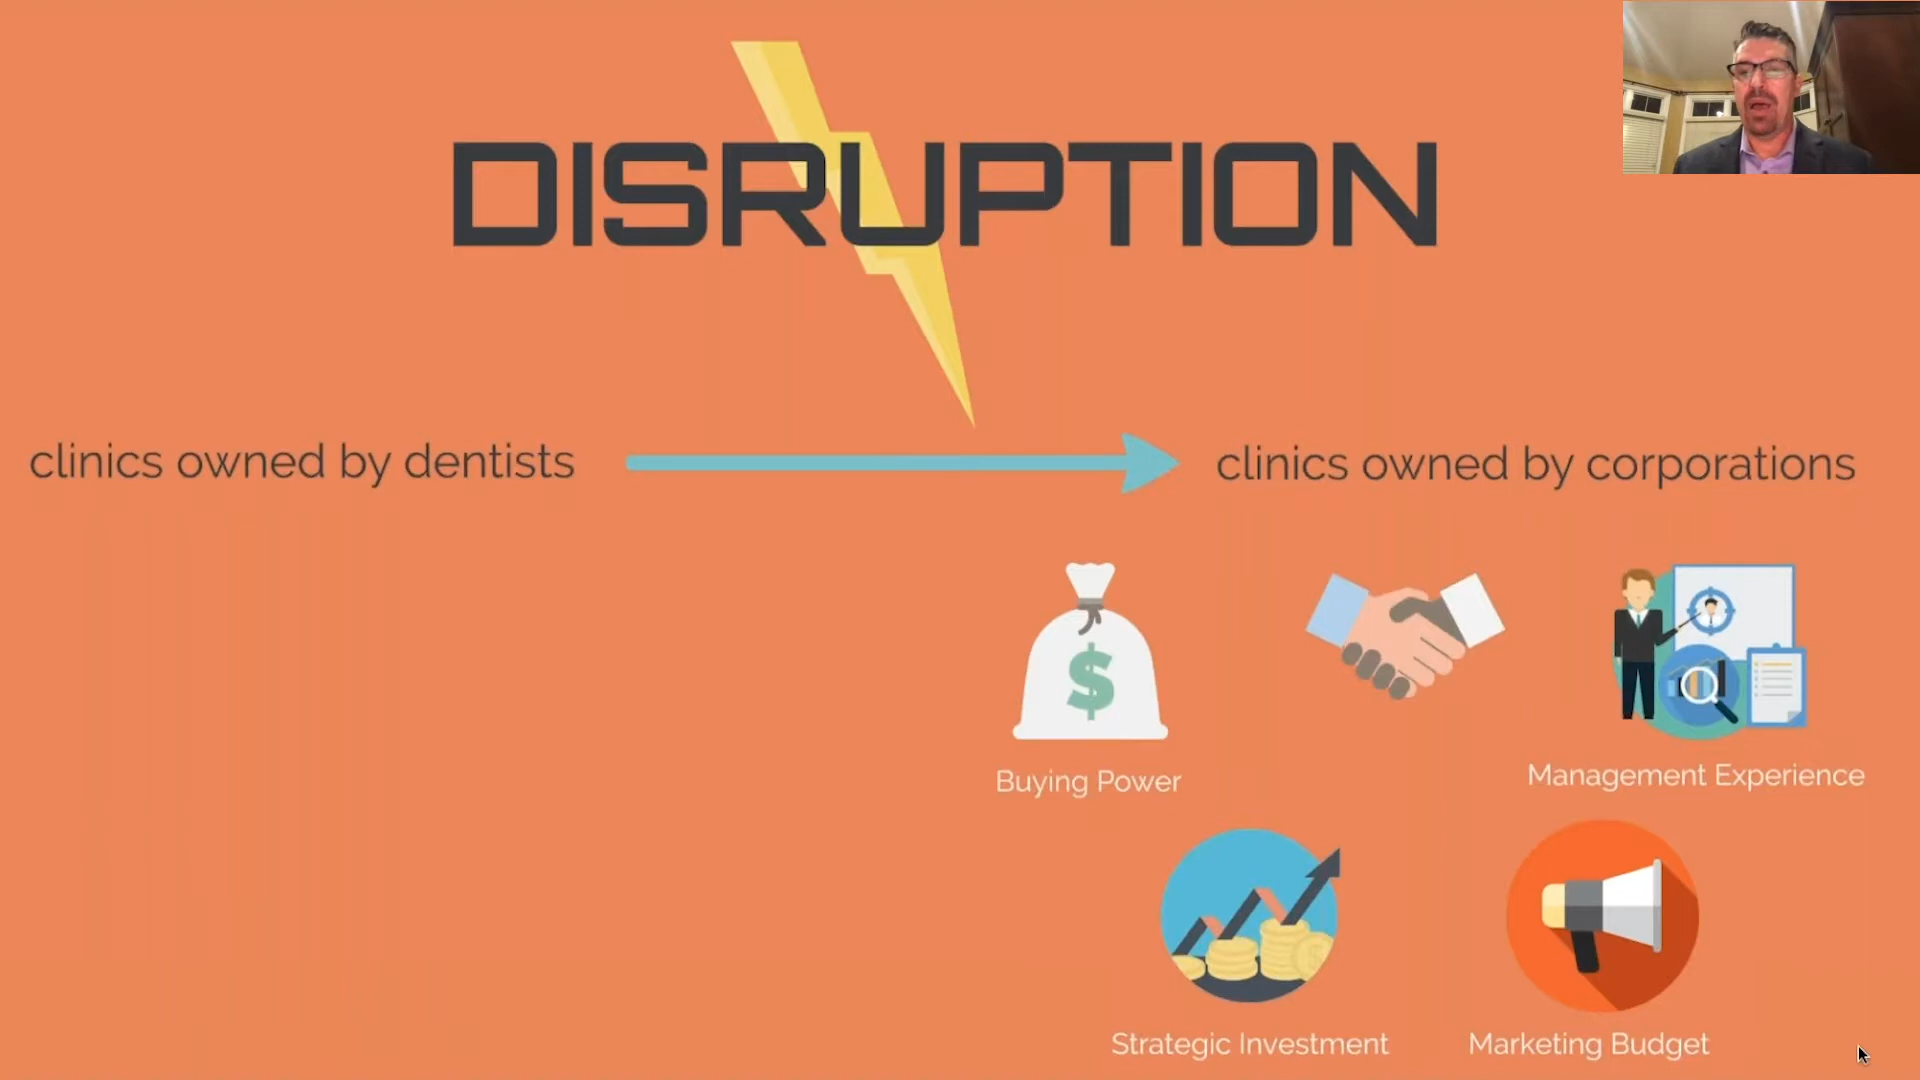 DISRUPTION
clinics owned by dentists
clinics owned by corporations
$
Buying Power
Management Experience
Strategic Investment
Marketing Budget